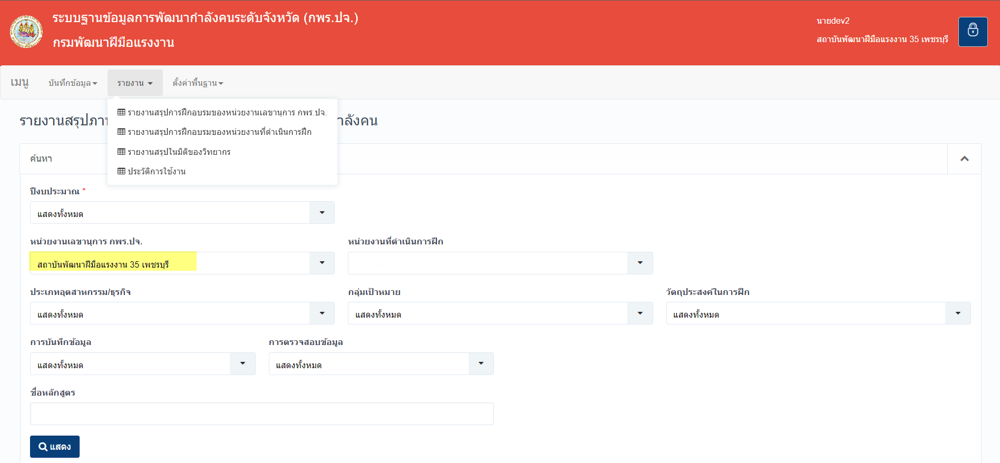 ระบบฐานข้อมูลการพัฒนากำลังคนระดับจังหวัด (กพร.ปจ.)
กรมพัฒนาฝีมือแรงงาน
นายdev2
สถาบันพัฒนาฝีมือแรงงาน 35 เพชรบุรี
เมนู บันทึกข้อมูล รายงาน ตั้งค่าพื้นฐาน
รายงานสรุปการฝึกอบรมของหน่วยงานเลขานุการ กพร.ปจ.
รายงานสรุปการฝึกอบรมของหน่วยงานที่ดำเนินการฝึก
รายงานสรุปในมิติของวิทยากร
ประวัติการใช้งาน
รายงานสรุปภา ำลังคน
ค้นหา
ปีงบประมาณ *
แสดงทั้งหมด
หน่วยงานเลขานุการ กพร.ปจ. หน่วยงานที่ดำเนินการฝึก
สถาบันพัฒนาฝีมือแรงงาน 35 เพชรบุรี
ประเภทอุตสาหกรรม/ธุรกิจ กลุ่มเป้าหมาย วัตถุประสงค์ในการฝึก
แสดงทั้งหมด แสดงทั้งหมด แสดงทั้งหมด
การบันทึกข้อมูล การตรวจสอบข้อมูล
แสดงทั้งหมด แสดงทั้งหมด
ชื่อหลักสูตร
แสดง